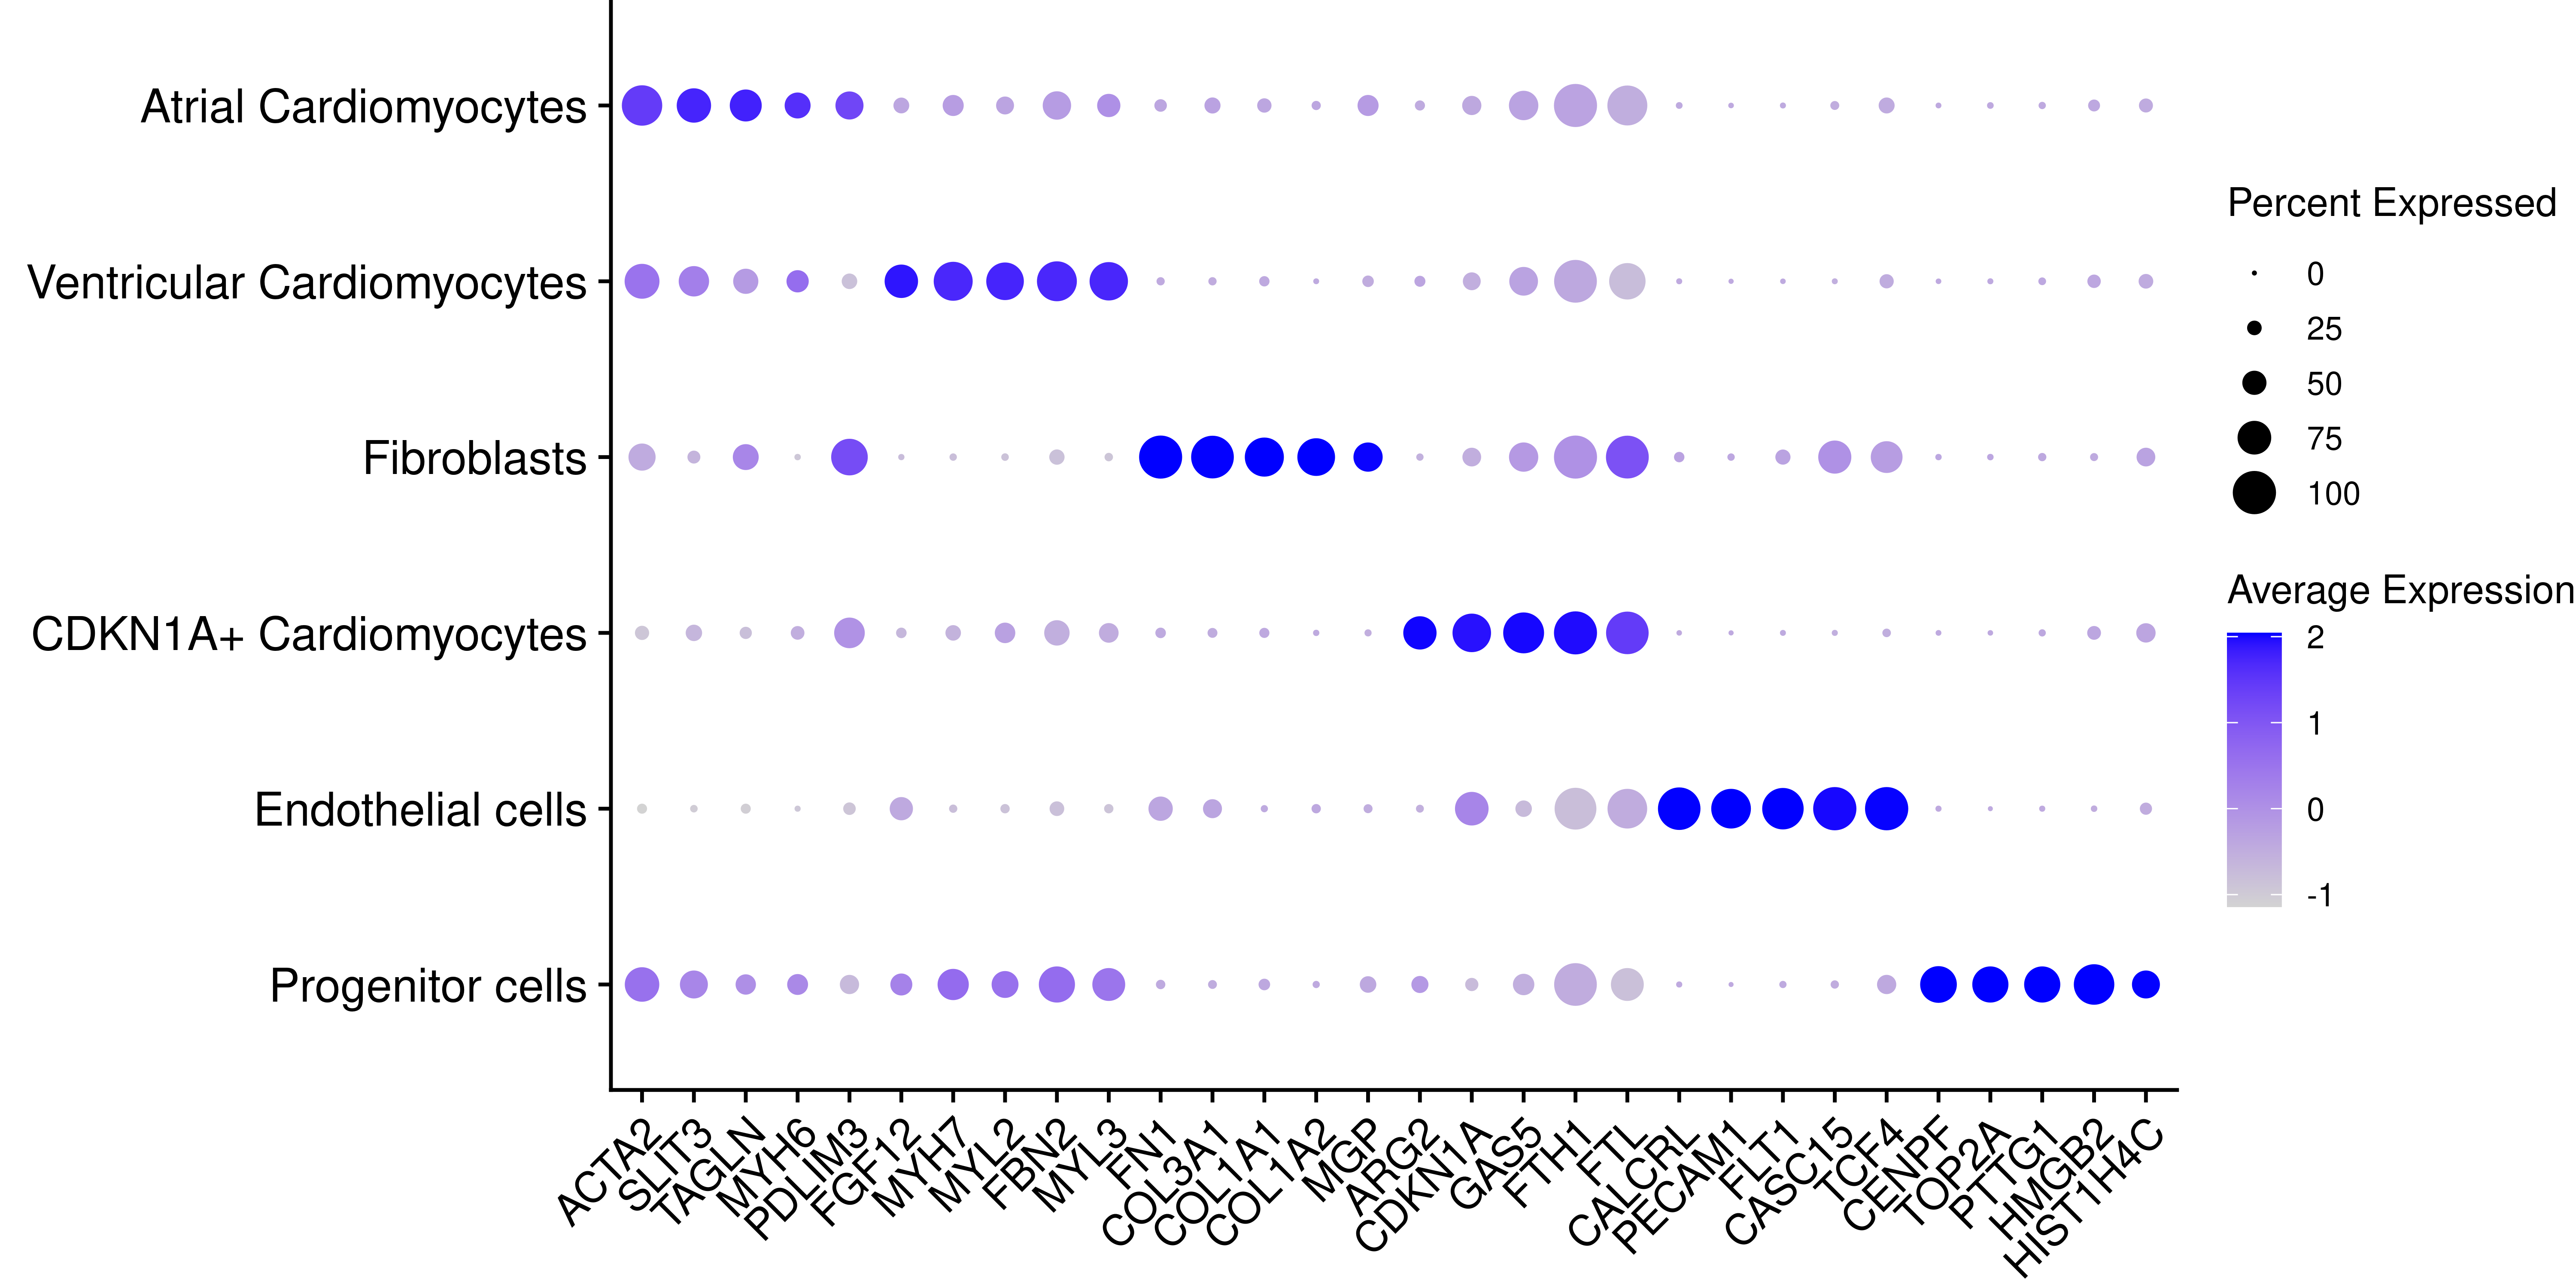 Atrial Cardiomyocytes
Ventricular Cardiomyocytes
Fibroblasts
CDKN1A+ Cardiomyocytes
Endothelial cells
Progenitor cells
ACTA2
SLIT3
TAGLN
MYH6
PDLIM3
FGF12
MYH7
MYL2
FBN2
MYL3
FN1
COL3A1
COL1A1
COL1A2
MGP
ARG2
CDKN1A
GAS5
FTH1
FTL
CALCRL
PECAM1
FLT1
CASC15
TCF4
CENPF
TOP2A
PTTG1
HMGB2
HIST1H4C
Percent Expressed
0
25
50
75
100
Average Expression
2
1
0
-1